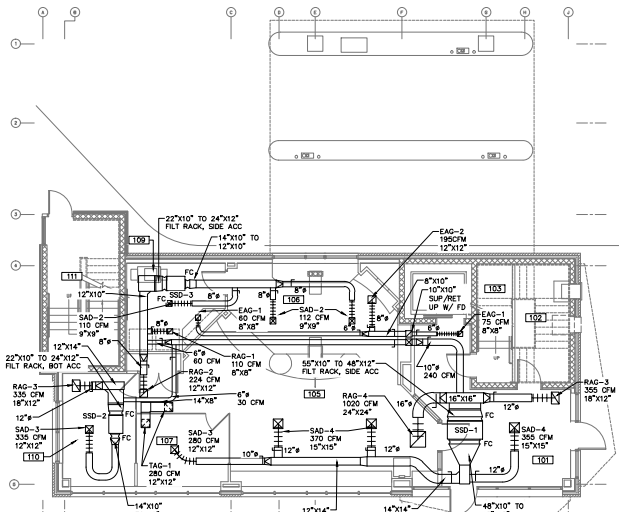 A
B
C
D
E
F
G
H
J
1
2
3
4
5
22"X10" TO 24"X12"
FILT RACK, SIDE ACC
14"X10" TO
12"X10"
EAG-2
195CFM
12"X12"
109
111
FC
FC
SSD-3
12"X10"
8"ø
8"ø
8"ø
8"ø
106
SAD-2
110 CFM
8"X8"
EAG-1
60 CFM
8"X8"
SAD-2
112 CFM
9"X9"
6"ø
8"X10"
10"X10"
SUP/RET
UP W/ FD
103
102
EAG-1
75 CFM
8"X8"
UP
UP
12"X14"
22"X10" TO 24"X12"
FILT RACK, BOT ACC
8"ø
8"ø
6"ø
60 CFM
RAG-1
110 CFM
8"X8"
RAG-2
224 CFM
12"X12"
14"X8"
6"ø
30 CFM
55"X10" TO 48"X12"
FILT RACK, SIDE ACC
6"ø
10"ø
240 CFM
RAG-3
335 CFM
18"X12"
12"ø
FC
SSD-2
FC
105
RAG-4
1020 CFM
24"X24"
16"ø
16"X16"
12"ø
RAG-3
355 CFM
18"X12"
SAD-3
335 CFM
12"X12"
110
107
SAD-3
280 CFM
12"X12"
SAD-4
370 CFM
15"X15"
FC
SSD-1
FC
SAD-4
355 CFM
15"X15"
101
TAG-1
280 CFM
12"X12"
10"ø
12"ø
12"ø
12"ø
12"ø
14"X10"
12"X14"
14"X14"
48"X10" TO